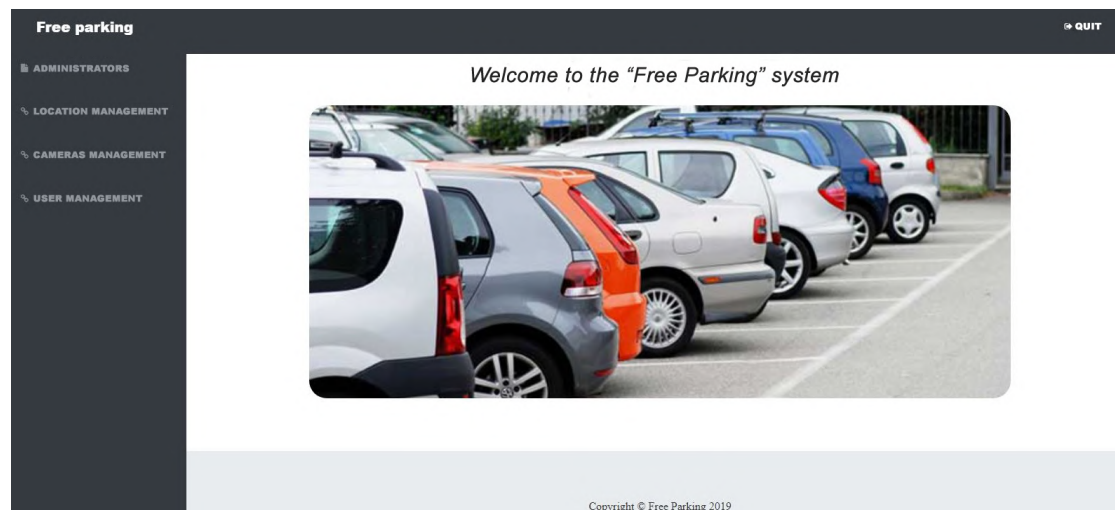 Free parking
QUIT
ADMINISTRATORS
LOCATION MANAGEMENT
CAMERAS MANAGEMENT
USER MANAGEMENT
Welcome to the “Free Parking” system
Copyright © Free Parking 2019